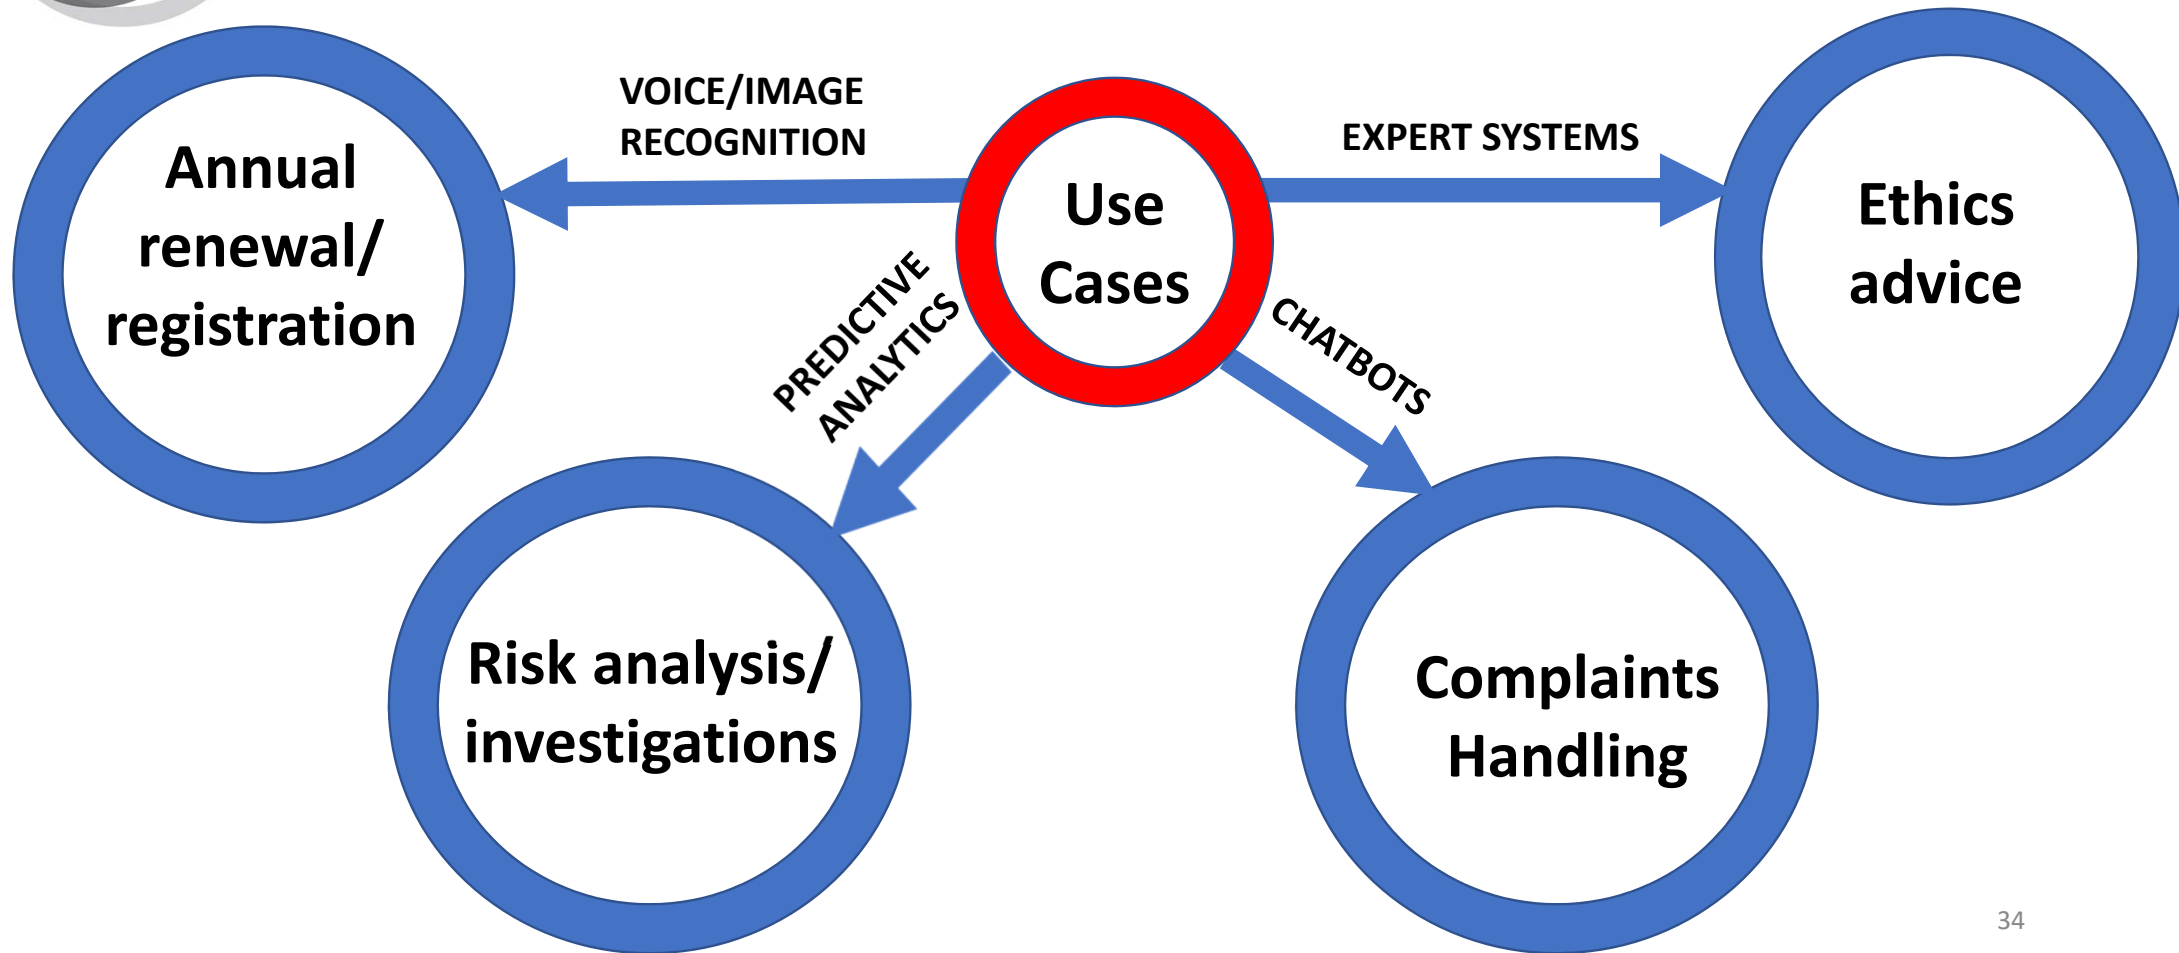 VOICE/IMAGE
RECOGNITION
EXPERT SYSTEMS
Annual
renewal/
registration
Use
Cases
Ethics
advice
PREDICTIVE
ANALYTICS
CHATBOTS
Risk analysis/
investigations
Complaints
Handling
34